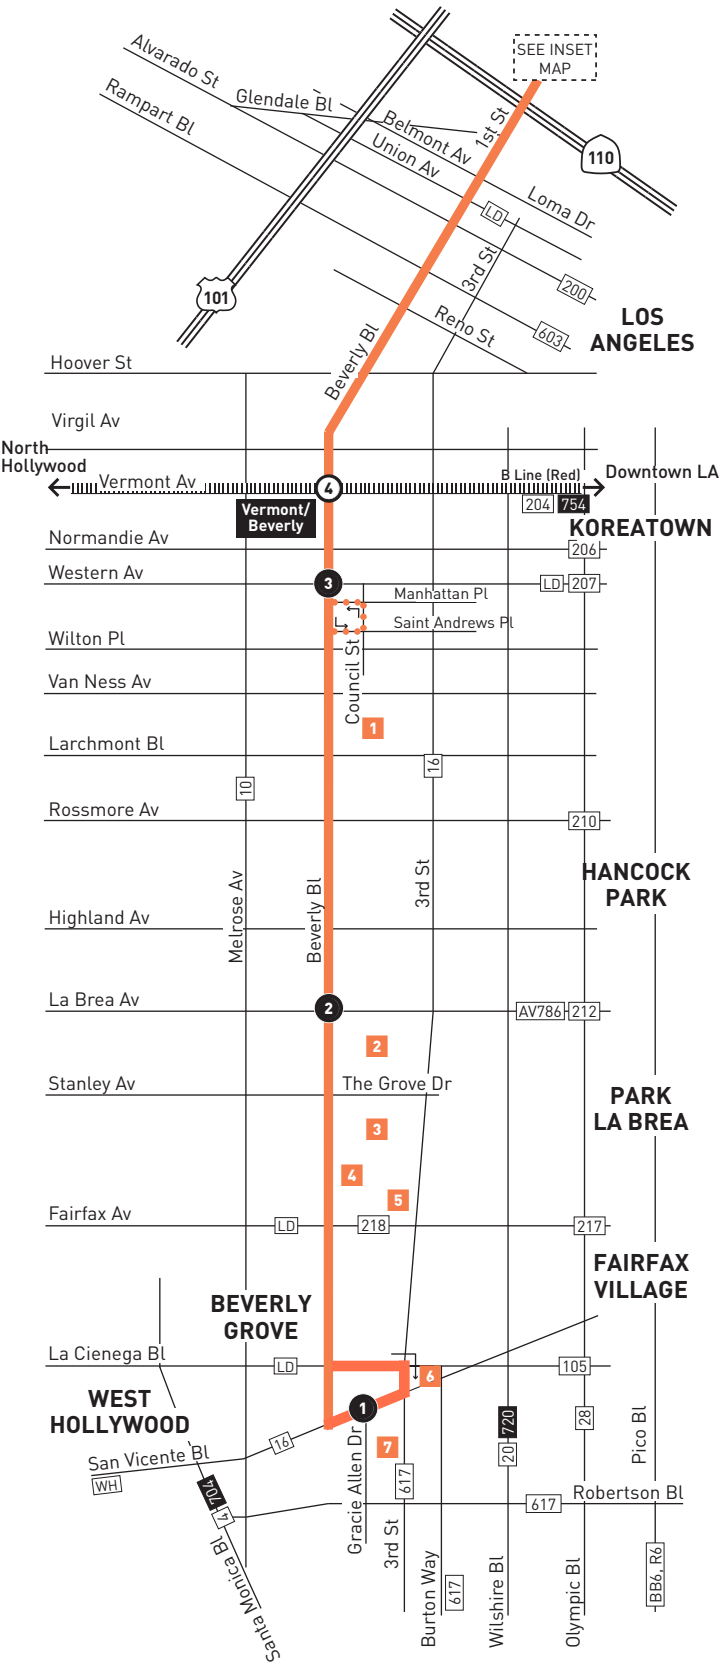 SEE INSET
MAP
Alvarado St
Glendale Bl
Rampart Bl
Belmont Av
Union Av
1st St
110
Loma Dr
LD
3rd St
200
101
Reno St
603
LOS
ANGELES
Beverly Bl
Hoover St
Virgil Av
North
Hollywood
Vermont Av
4
B Line (Red)
Downtown LA
Vermont/
Beverly
204
754
KOREATOWN
Normandie Av
206
Western Av
3
LD
207
Manhattan Pl
Saint Andrews Pl
Wilton Pl
Council St
Van Ness Av
1
Larchmont Bl
16
10
Rossmore Av
210
Melrose Av
Beverly Bl
3rd St
HANCOCK
PARK
Highland Av
La Brea Av
2
AV786
212
2
Stanley Av
The Grove Dr
PARK
LA BREA
3
4
5
Fairfax Av
LD
218
217
FAIRFAX
VILLAGE
BEVERLY
GROVE
La Cienega Bl
LD
105
6
WEST
HOLLYWOOD
1
720
28
Pico Bl
16
7
San Vicente Bl
WH
20
704
4
Gracie Allen Dr
617
617
Robertson Bl
3rd St
Santa Monica Bl
Burton Way
617
Wilshire Bl
Olympic Bl
BB6, R6